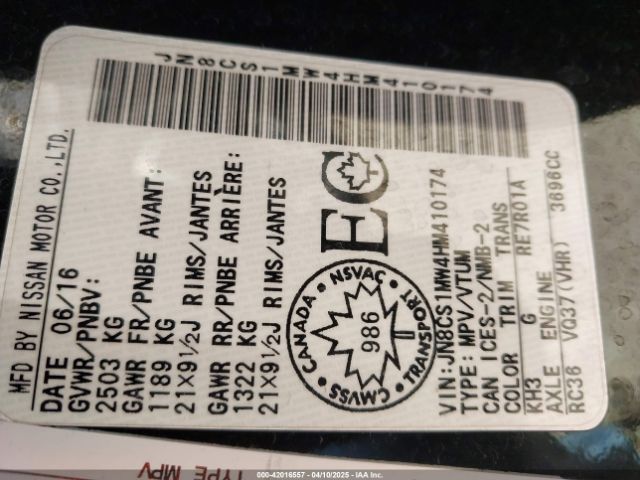 JN8CS1MW4HM410174
MFD BY NISSAN MOTOR CO.,LTD.
DATE 06/16
GVWR/PNBV:
2503 KG
GAWR FR/PNBE AVANT:
1189 KG
21X9½J RIMS/JANTES
GAWR RR/PNBE ARRIÈRE:
1322 KG
21X9½J RIMS/JANTES
EC
CANADA · NSVAC · TRANSPORT · CMVSS ·
986
VIN:JN8CS1MW4HM410174
TYPE:MPV/VTUM
CAN ICES-2/NMB-2
COLOR TRIM TRANS
KH3 G RE7R01A
AXLE ENGINE
RC36 VQ37(VHR) 3696CC
TYPE MPV
000-42016557 - 04/10/2025 - IAA Inc.